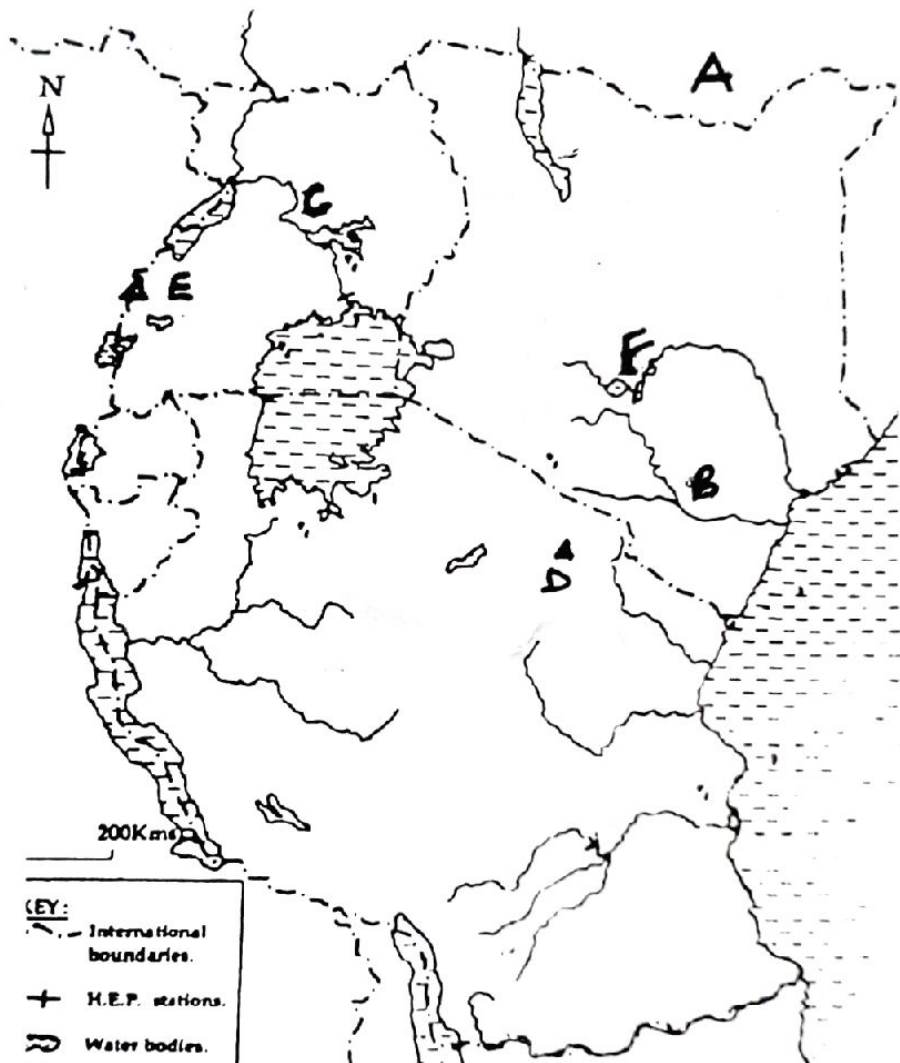 A
N
C
E
F
B
D
200Kms
KEY:
International
boundaries.
H.E.P. stations.
Water bodies.